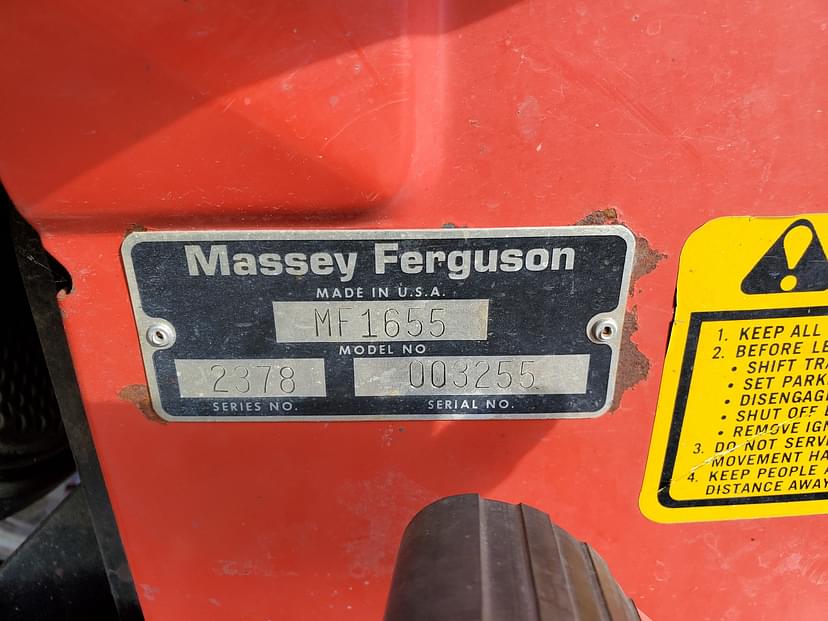 Massey Ferguson
MADE IN U.S.A.
MF1655
MODEL NO
2378 003255
SERIES NO. SERIAL NO.
!
1. KEEP ALL
2. BEFORE LE
• SHIFT TRA
• SET PARK
• DISENGAG
• SHUT OFF
• REMOVE IGN
3. DO NOT SERV
MOVEMENT HA
4. KEEP PEOPLE A
DISTANCE AWAY